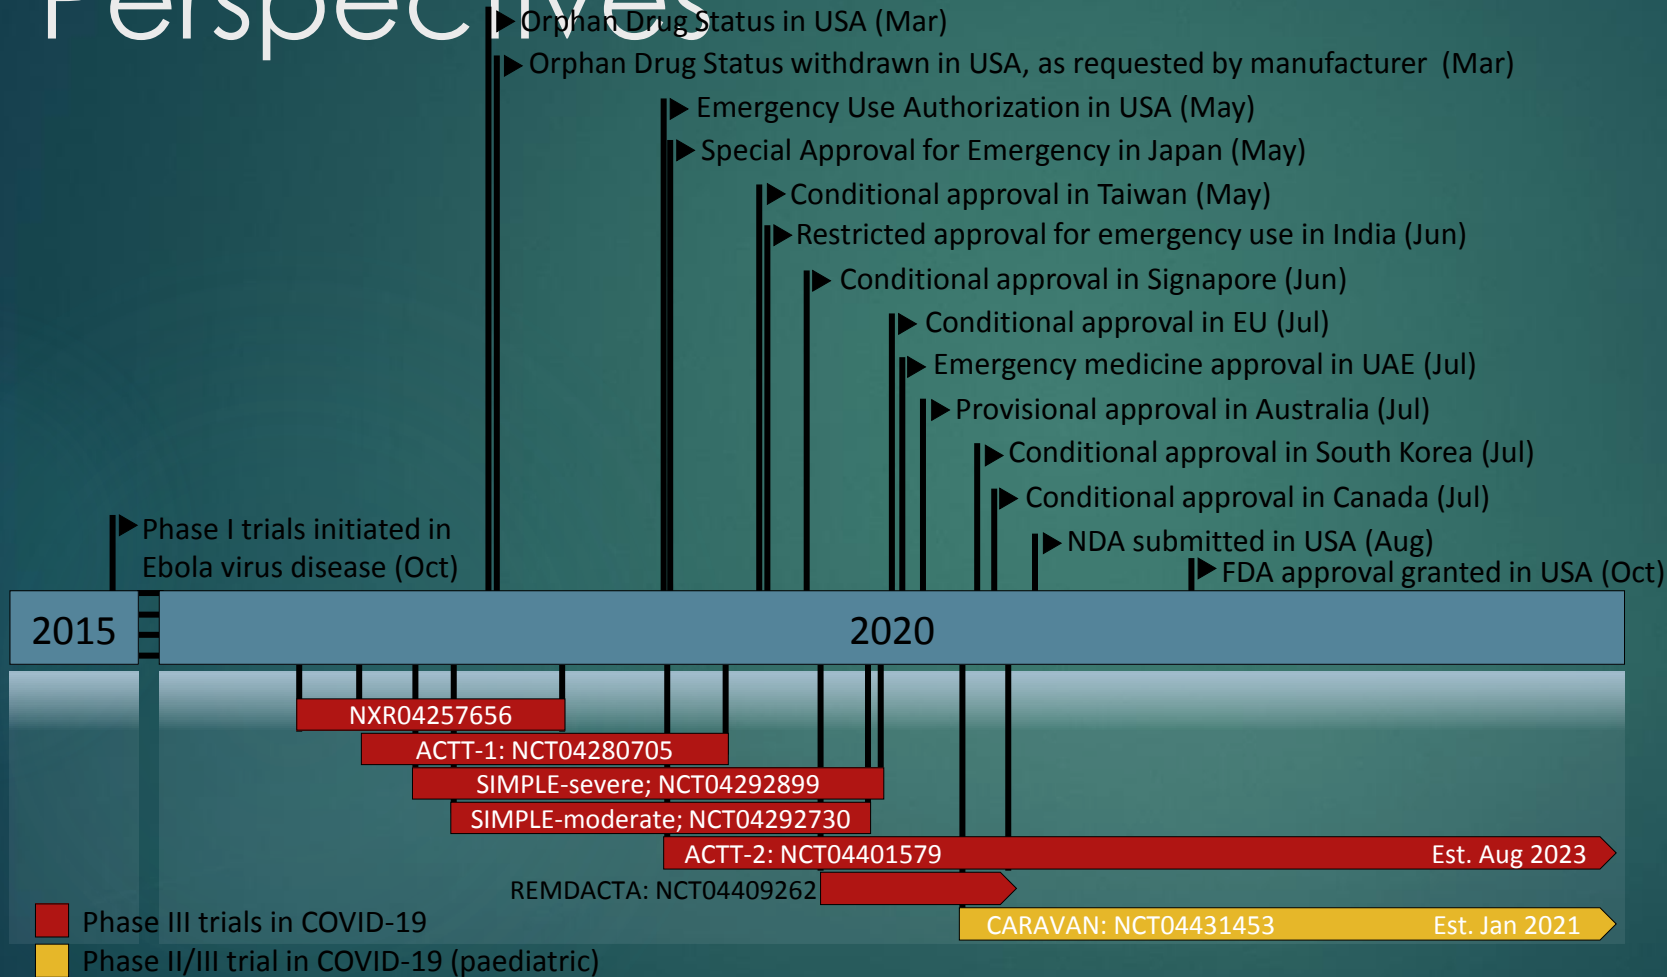 Perspectives
Orphan Drug Status in USA (Mar)
Orphan Drug Status withdrawn in USA, as requested by manufacturer (Mar)
Emergency Use Authorization in USA (May)
Special Approval for Emergency in Japan (May)
Conditional approval in Taiwan (May)
Restricted approval for emergency use in India (Jun)
Conditional approval in Signapore (Jun)
Conditional approval in EU (Jul)
Emergency medicine approval in UAE (Jul)
Provisional approval in Australia (Jul)
Conditional approval in South Korea (Jul)
Conditional approval in Canada (Jul)
Phase I trials initiated in
Ebola virus disease (Oct)
NDA submitted in USA (Aug)
FDA approval granted in USA (Oct)
2015
2020
NXR04257656
ACTT-1: NCT04280705
SIMPLE-severe; NCT04292899
SIMPLE-moderate; NCT04292730
ACTT-2: NCT04401579
Est. Aug 2023
REMDACTA: NCT04409262
CARAVAN: NCT04431453
Est. Jan 2021
Phase III trials in COVID-19
Phase II/III trial in COVID-19 (paediatric)